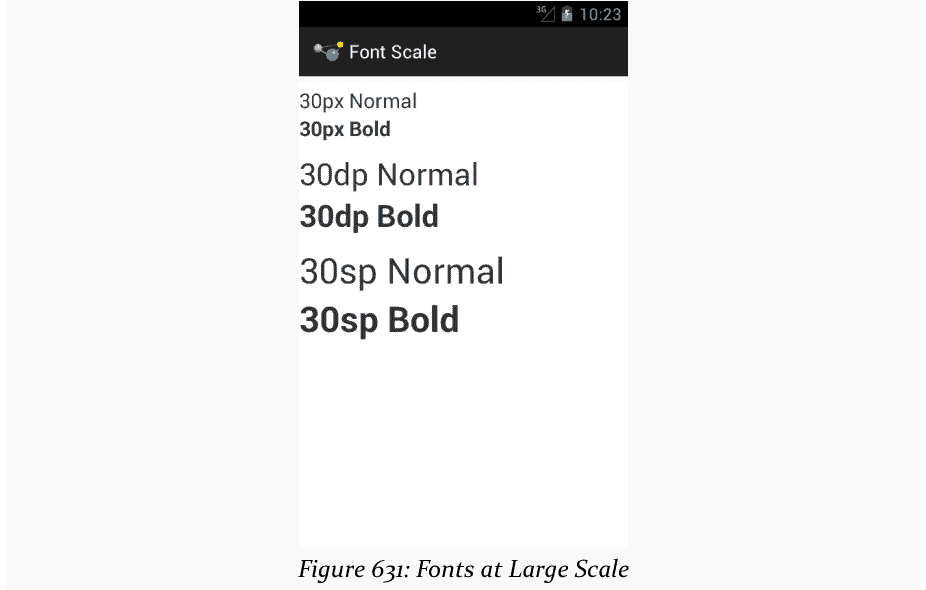 3G 10:23
Font Scale
30px Normal
30px Bold
30dp Normal
30dp Bold
30sp Normal
30sp Bold
Figure 631: Fonts at Large Scale